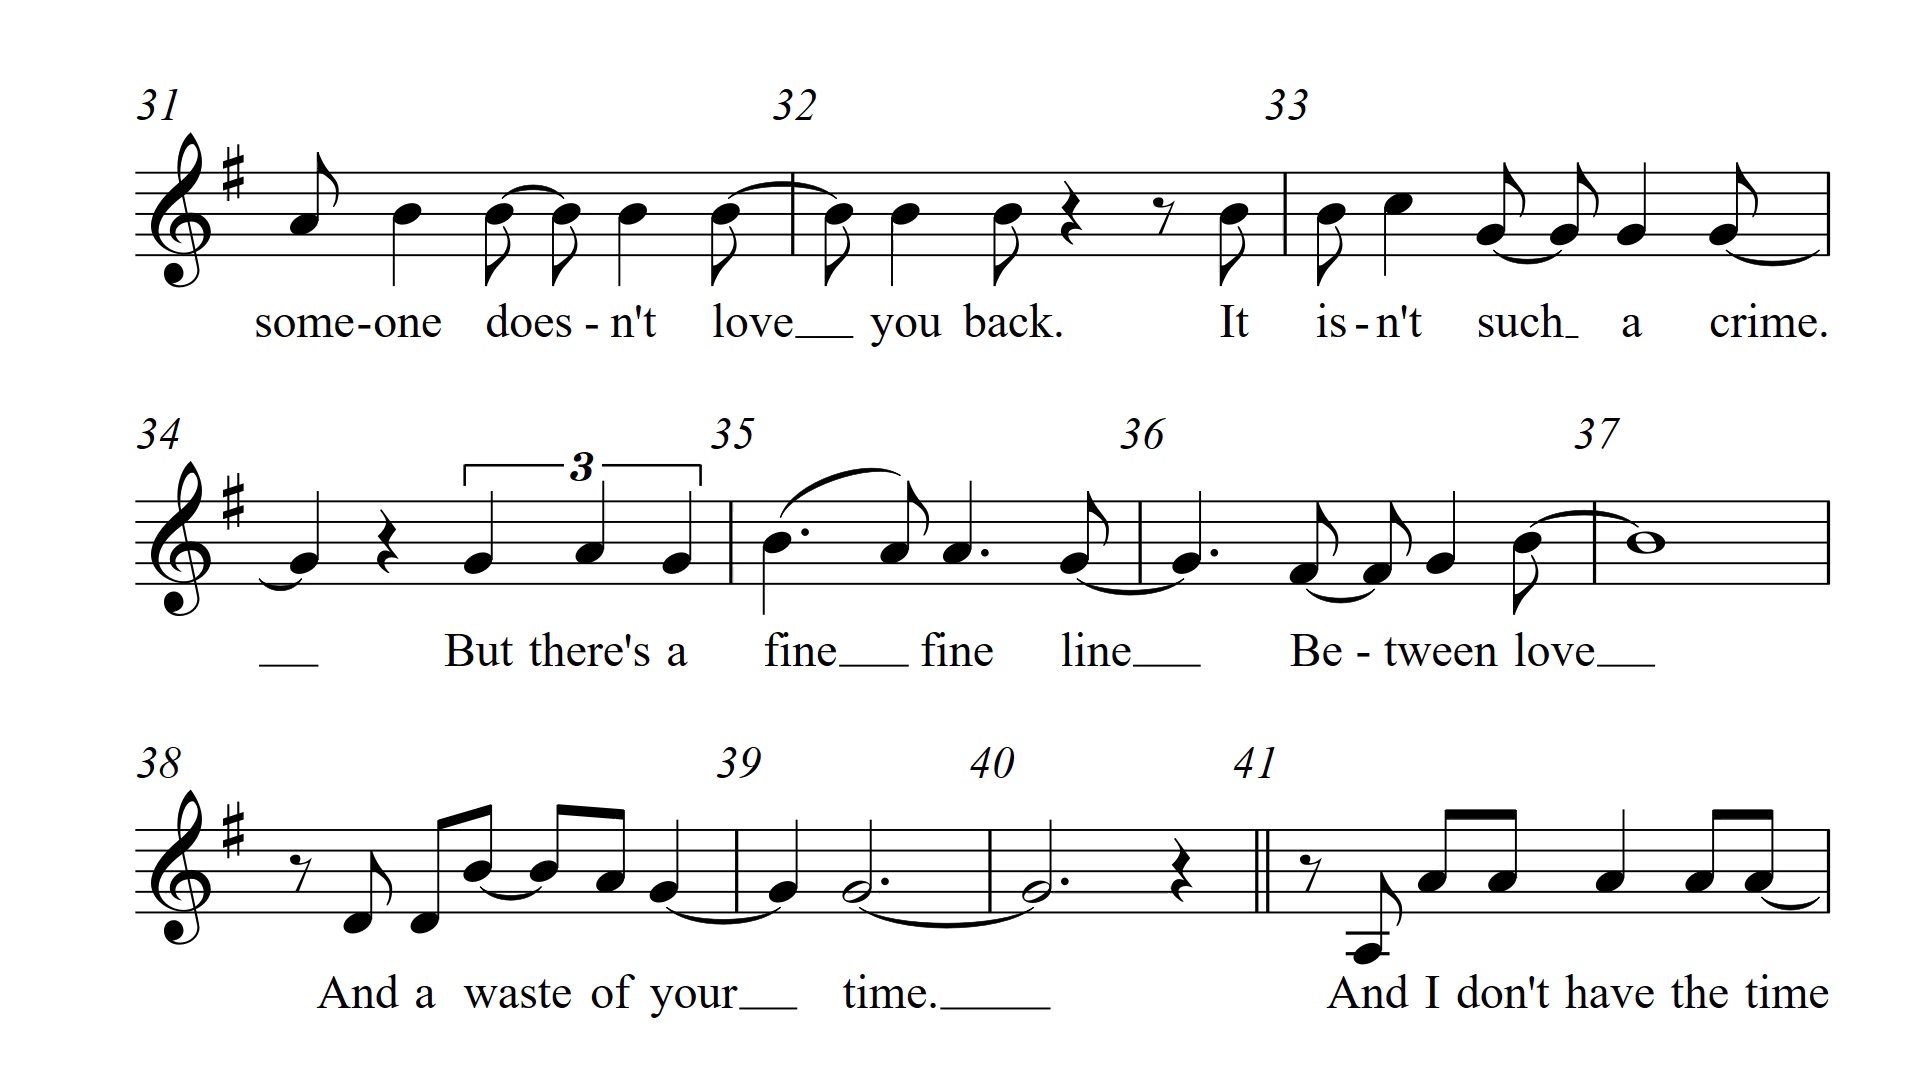 31 32 33
some-one does - n't love you back. It is - n't such a crime.
34 35 36 37
3
But there's a fine fine line Be - tween love
38 39 40 41
And a waste of your time. And I don't have the time